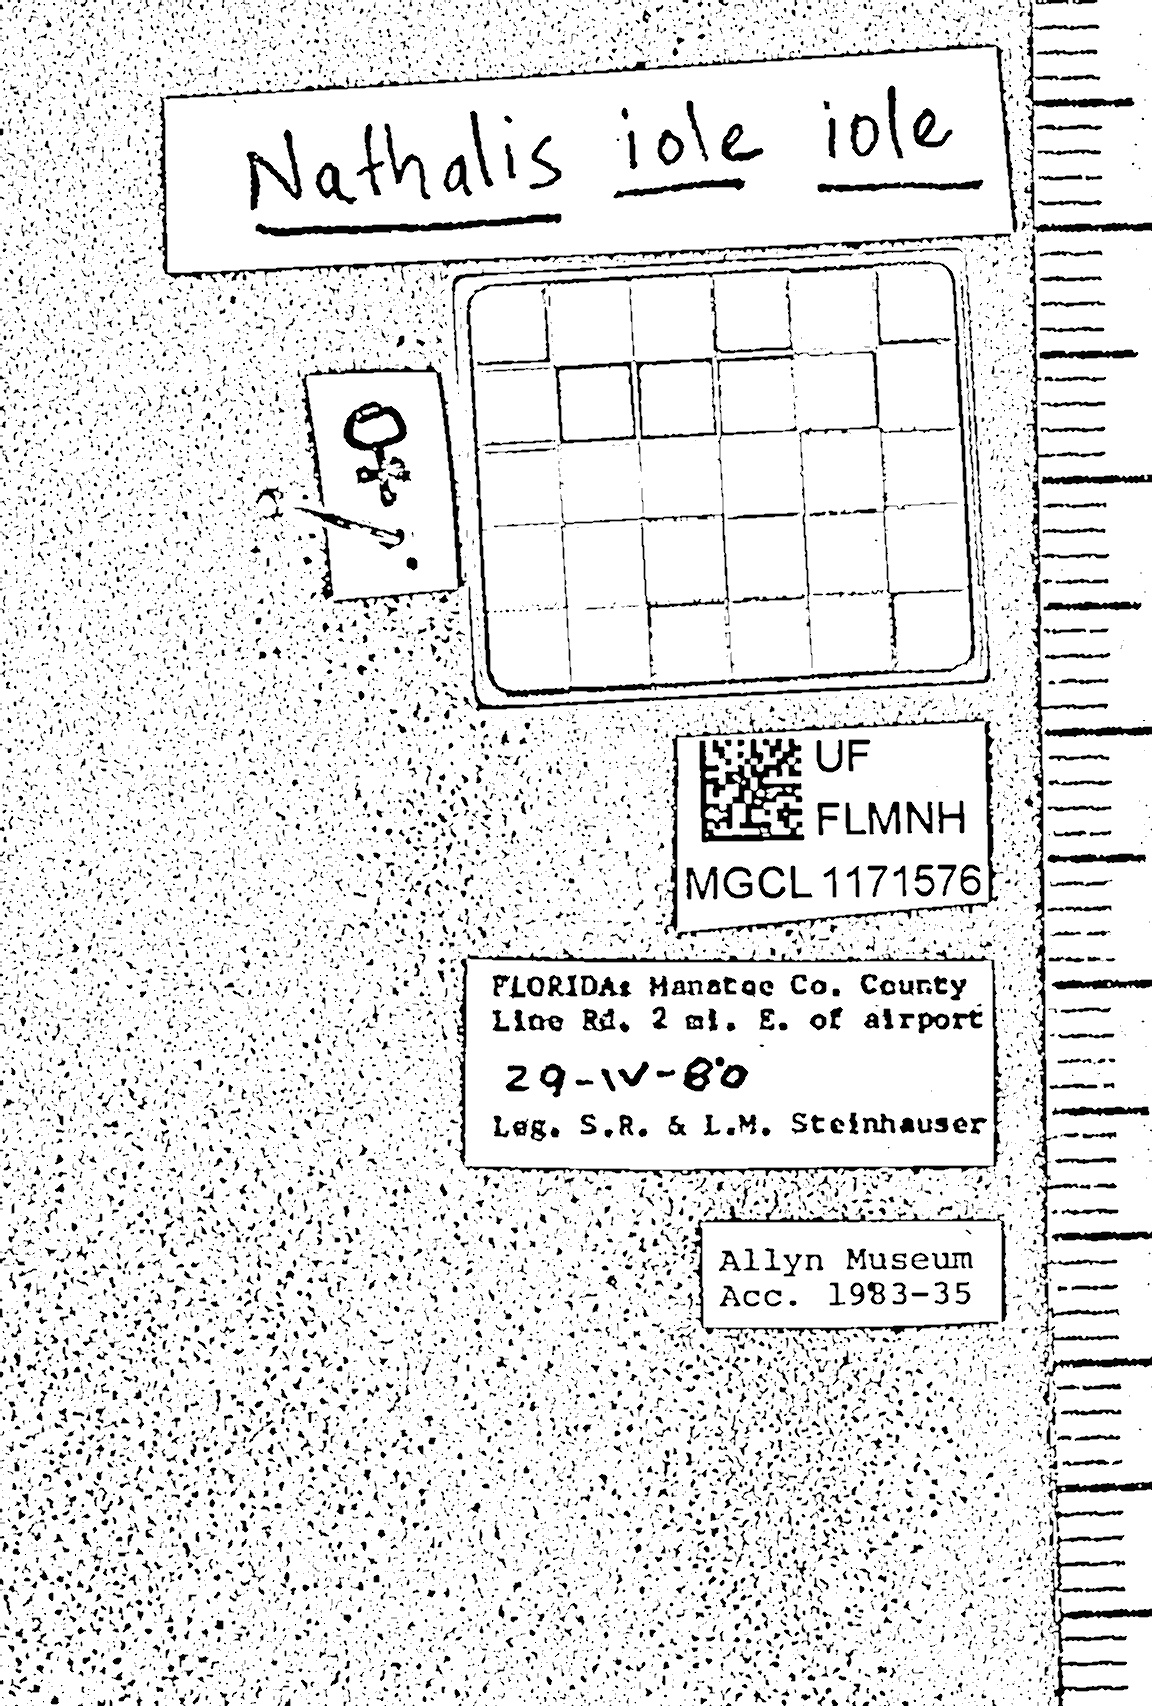 Nathalis iole iole
♀
UF
FLMNH
MGCL 1171576
FLORIDA: Manatee Co. County
Line Rd. 2 mi. E. of airport
29-IV-80
Leg. S.R. & L.M. Steinhauser
Allyn Museum
Acc. 1983-35